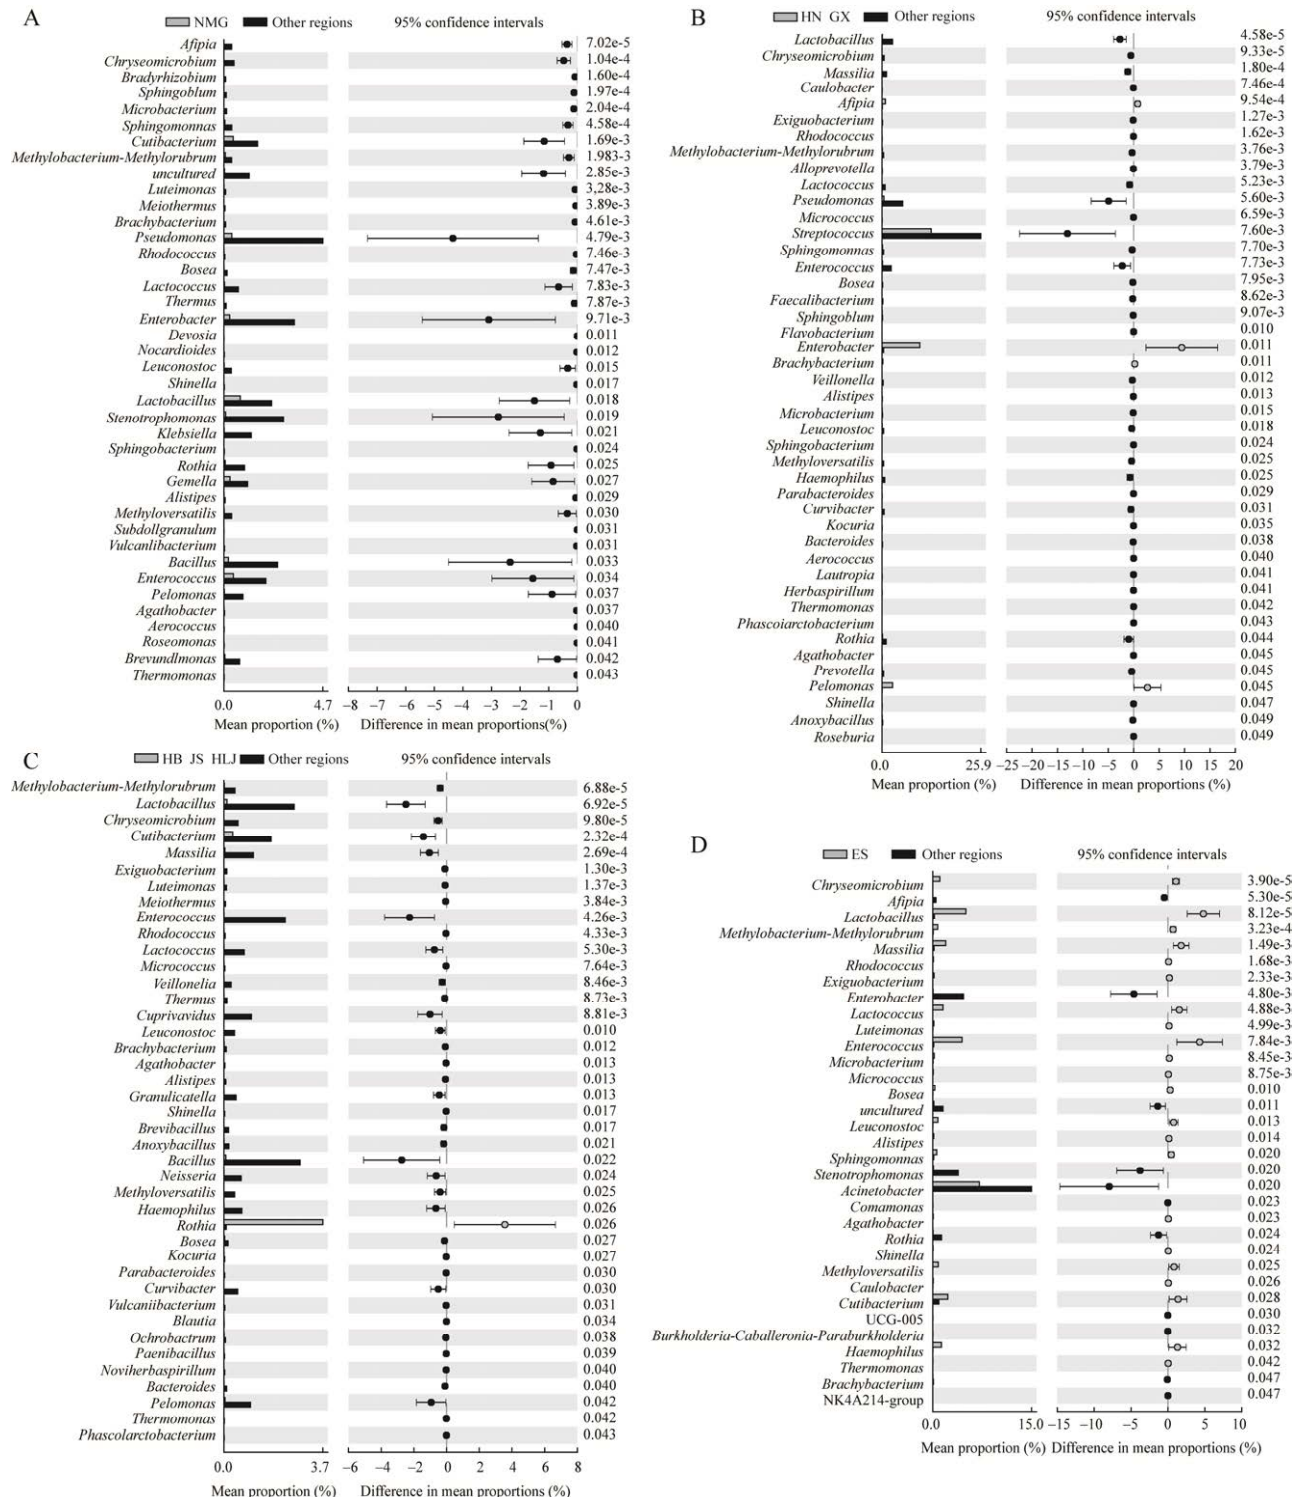 A
NMG Other regions 95% confidence intervals
Afipia 7.02e-5
Chryseomicrobium 1.04e-4
Bradyrhizobium 1.60e-4
Sphingoblum 1.97e-4
Microbacterium 2.04e-4
Sphingomonnas 4.58e-4
Cutibacterium 1.69e-3
Methylobacterium-Methylorubrum 1.983-3
uncultured 2.85e-3
Luteimonas 3,28e-3
Meiothermus 3.89e-3
Brachybacterium 4.61e-3
Pseudomonas 4.79e-3
Rhodococcus 7.46e-3
Bosea 7.47e-3
Lactococcus 7.83e-3
Thermus 7.87e-3
Enterobacter 9.71e-3
Devosia 0.011
Nocardioides 0.012
Leuconostoc 0.015
Shinella 0.017
Lactobacillus 0.018
Stenotrophomonas 0.019
Klebsiella 0.021
Sphingobacterium 0.024
Rothia 0.025
Gemella 0.027
Alistipes 0.029
Methyloversatilis 0.030
Subdollgranulum 0.031
Vulcanlibacterium 0.031
Bacillus 0.033
Enterococcus 0.034
Pelomonas 0.037
Agathobacter 0.037
Aerococcus 0.040
Roseomonas 0.041
Brevundlmonas 0.042
Thermomonas 0.043
0.0 4.7 −8 −7 −6 −5 −4 −3 −2 −1 0
Mean proportion (%) Difference in mean proportions(%)
B
HN GX Other regions 95% confidence intervals
Lactobacillus 4.58e-5
Chryseomicrobium 9.33e-5
Massilia 1.80e-4
Caulobacter 7.46e-4
Afipia 9.54e-4
Exiguobacterium 1.27e-3
Rhodococcus 1.62e-3
Methylobacterium-Methylorubrum 3.76e-3
Alloprevotella 3.79e-3
Lactococcus 5.23e-3
Pseudomonas 5.60e-3
Micrococcus 6.59e-3
Streptococcus 7.60e-3
Sphingomonnas 7.70e-3
Enterococcus 7.73e-3
Bosea 7.95e-3
Faecalibacterium 8.62e-3
Sphingoblum 9.07e-3
Flavobacterium 0.010
Enterobacter 0.011
Brachybacterium 0.011
Veillonella 0.012
Alistipes 0.013
Microbacterium 0.015
Leuconostoc 0.018
Sphingobacterium 0.024
Methyloversatilis 0.025
Haemophilus 0.025
Parabacteroides 0.029
Curvibacter 0.031
Kocuria 0.035
Bacteroides 0.038
Aerococcus 0.040
Lautropia 0.041
Herbaspirillum 0.041
Thermomonas 0.042
Phascoiarctobacterium 0.043
Rothia 0.044
Agathobacter 0.045
Prevotella 0.045
Pelomonas 0.045
Shinella 0.047
Anoxybacillus 0.049
Roseburia 0.049
0.0 25.9 −25 −20 −15 −10 −5 0 5 10 15 20
Mean proportion (%) Difference in mean proportions (%)
C
HB JS HLJ Other regions 95% confidence intervals
Methylobacterium-Methylorubrum 6.88e-5
Lactobacillus 6.92e-5
Chryseomicrobium 9.80e-5
Cutibacterium 2.32e-4
Massilia 2.69e-4
Exiguobacterium 1.30e-3
Luteimonas 1.37e-3
Meiothermus 3.84e-3
Enterococcus 4.26e-3
Rhodococcus 4.33e-3
Lactococcus 5.30e-3
Micrococcus 7.64e-3
Veillonelia 8.46e-3
Thermus 8.73e-3
Cuprivavidus 8.81e-3
Leuconostoc 0.010
Brachybacterium 0.012
Agathobacter 0.013
Alistipes 0.013
Granulicatella 0.013
Shinella 0.017
Brevibacillus 0.017
Anoxybacillus 0.021
Bacillus 0.022
Neisseria 0.024
Methyloversatilis 0.025
Haemophilus 0.026
Rothia 0.026
Bosea 0.027
Kocuria 0.027
Parabacteroides 0.030
Curvibacter 0.030
Vulcaniibacterium 0.031
Blautia 0.034
Ochrobactrum 0.038
Paenibacillus 0.039
Noviherbaspirillum 0.040
Bacteroides 0.040
Pelomonas 0.042
Thermomonas 0.042
Phascolarctobacterium 0.043
0.0 3.7 −6 −4 −2 0 2 4 6 8
Mean proportion (%) Difference in mean proportions (%)
D
ES Other regions 95% confidence intervals
Chryseomicrobium 3.90e-5
Afipia 5.30e-5
Lactobacillus 8.12e-5
Methylobacterium-Methylorubrum 3.23e-4
Massilia 1.49e-3
Rhodococcus 1.68e-3
Exiguobacterium 2.33e-3
Enterobacter 4.80e-3
Lactococcus 4.88e-3
Luteimonas 4.99e-3
Enterococcus 7.84e-3
Microbacterium 8.45e-3
Micrococcus 8.75e-3
Bosea 0.010
uncultured 0.011
Leuconostoc 0.013
Alistipes 0.014
Sphingomonnas 0.020
Stenotrophomonas 0.020
Acinetobacter 0.020
Comamonas 0.023
Agathobacter 0.023
Rothia 0.024
Shinella 0.024
Methyloversatilis 0.025
Caulobacter 0.026
Cutibacterium 0.028
UCG-005 0.030
Burkholderia-Caballeronia-Paraburkholderia 0.032
Haemophilus 0.032
Thermomonas 0.042
Brachybacterium 0.047
NK4A214-group 0.047
0.0 15.0 −15 −10 −5 0 5 10
Mean proportion (%) Difference in mean proportions (%)